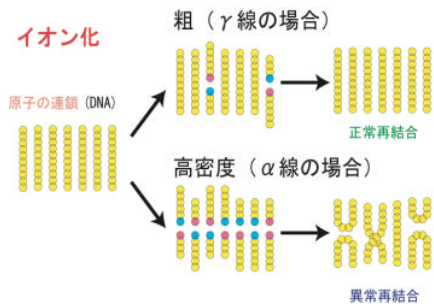 イオン化
粗（γ線の場合）
原子の連鎖（DNA）
正常再結合
高密度（α線の場合）
異常再結合